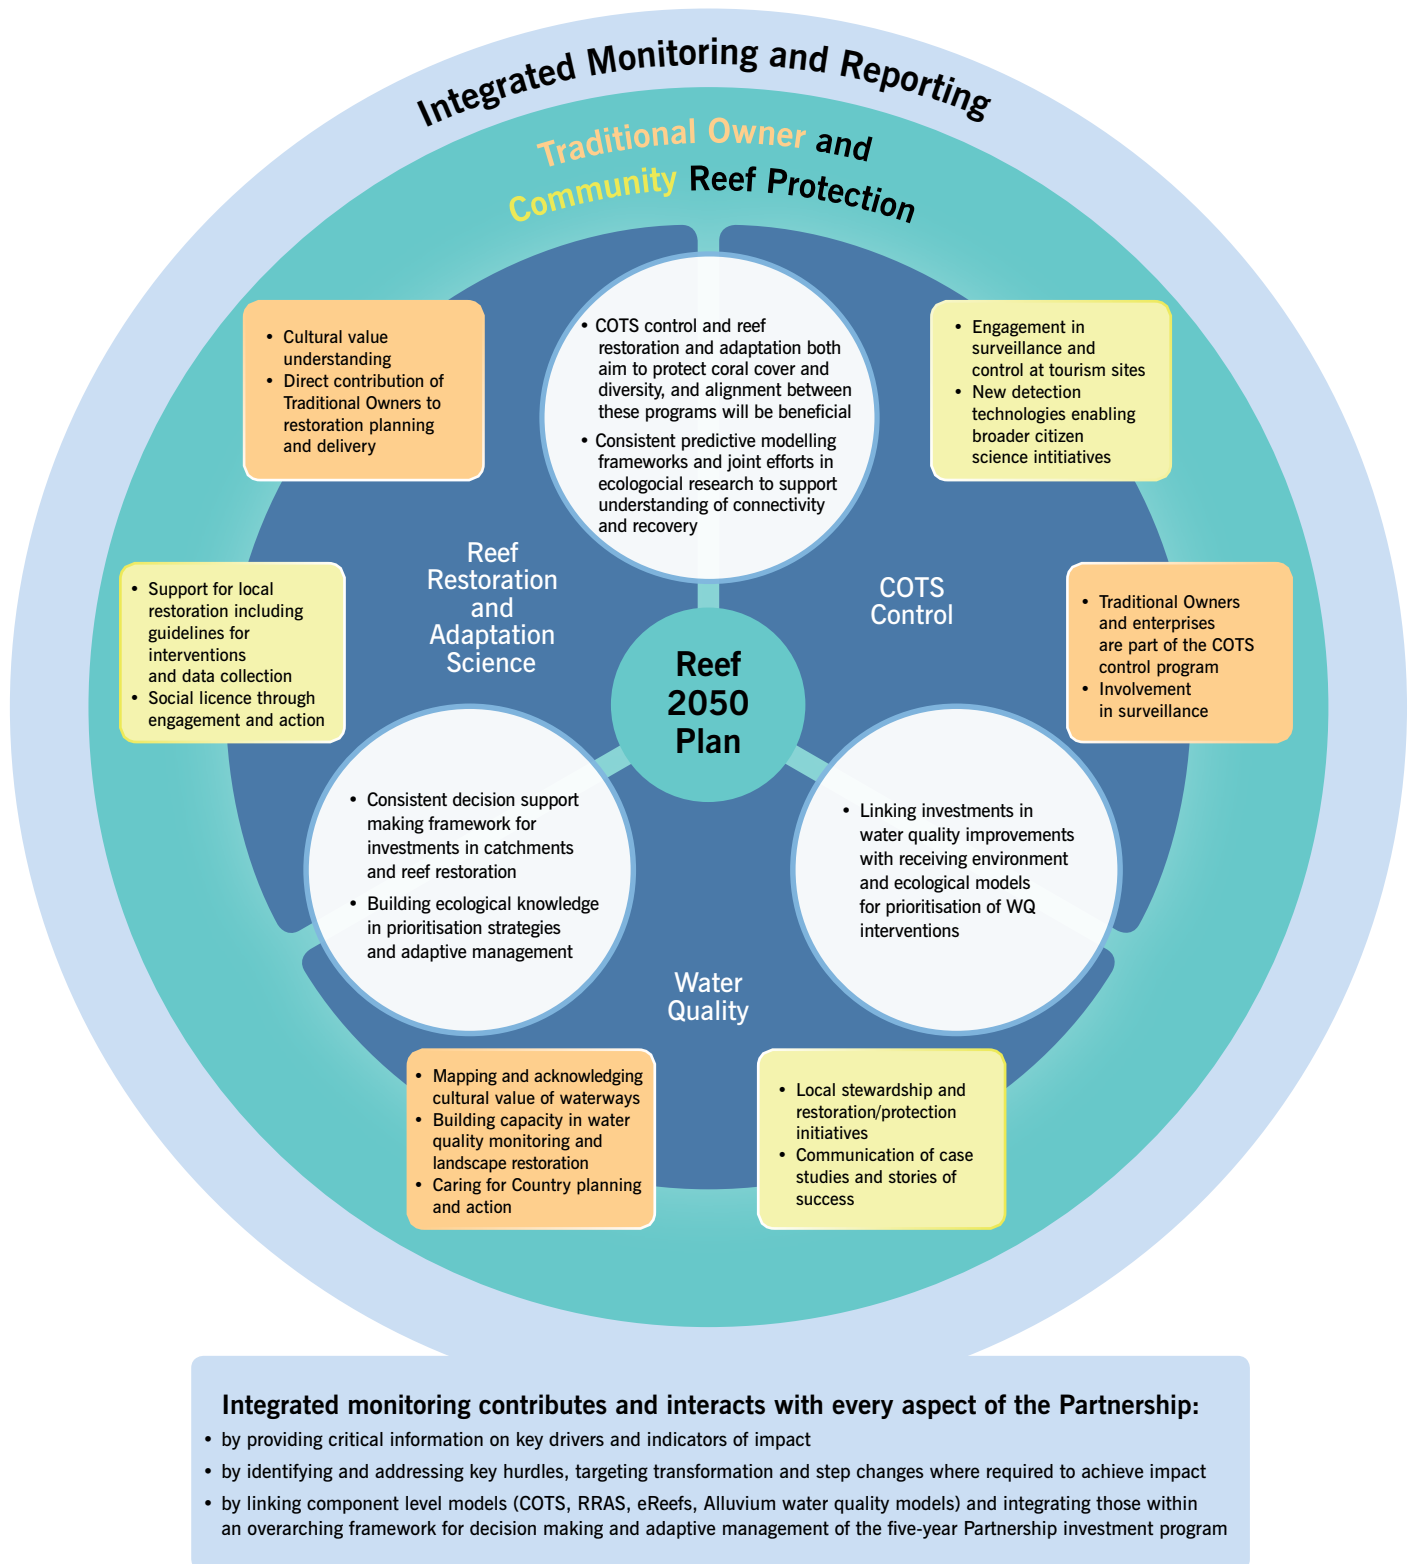 Integrated Monitoring and Reporting
Traditional Owner and
Community Reef Protection
• Cultural value
understanding
• Direct contribution of
Traditional Owners to
restoration planning
and delivery
• COTS control and reef
restoration and adaptation both
aim to protect coral cover and
diversity, and alignment between
these programs will be beneficial
• Consistent predictive modelling
frameworks and joint efforts in
ecologocial research to support
understanding of connectivity
and recovery
• Engagement in
surveillance and
control at tourism sites
• New detection
technologies enabling
broader citizen
science intitiatives
Reef
Restoration
and
Adaptation
Science
COTS
Control
• Support for local
restoration including
guidelines for
interventions
and data collection
• Social licence through
engagement and action
Reef
2050
Plan
• Traditional Owners
and enterprises
are part of the COTS
control program
• Involvement
in surveillance
• Consistent decision support
making framework for
investments in catchments
and reef restoration
• Building ecological knowledge
in prioritisation strategies
and adaptive management
• Linking investments in
water quality improvements
with receiving environment
and ecological models
for prioritisation of WQ
interventions
Water
Quality
• Mapping and acknowledging
cultural value of waterways
• Building capacity in water
quality monitoring and
landscape restoration
• Caring for Country planning
and action
• Local stewardship and
restoration/protection
initiatives
• Communication of case
studies and stories of
success
Integrated monitoring contributes and interacts with every aspect of the Partnership:
• by providing critical information on key drivers and indicators of impact
• by identifying and addressing key hurdles, targeting transformation and step changes where required to achieve impact
• by linking component level models (COTS, RRAS, eReefs, Alluvium water quality models) and integrating those within
an overarching framework for decision making and adaptive management of the five-year Partnership investment program